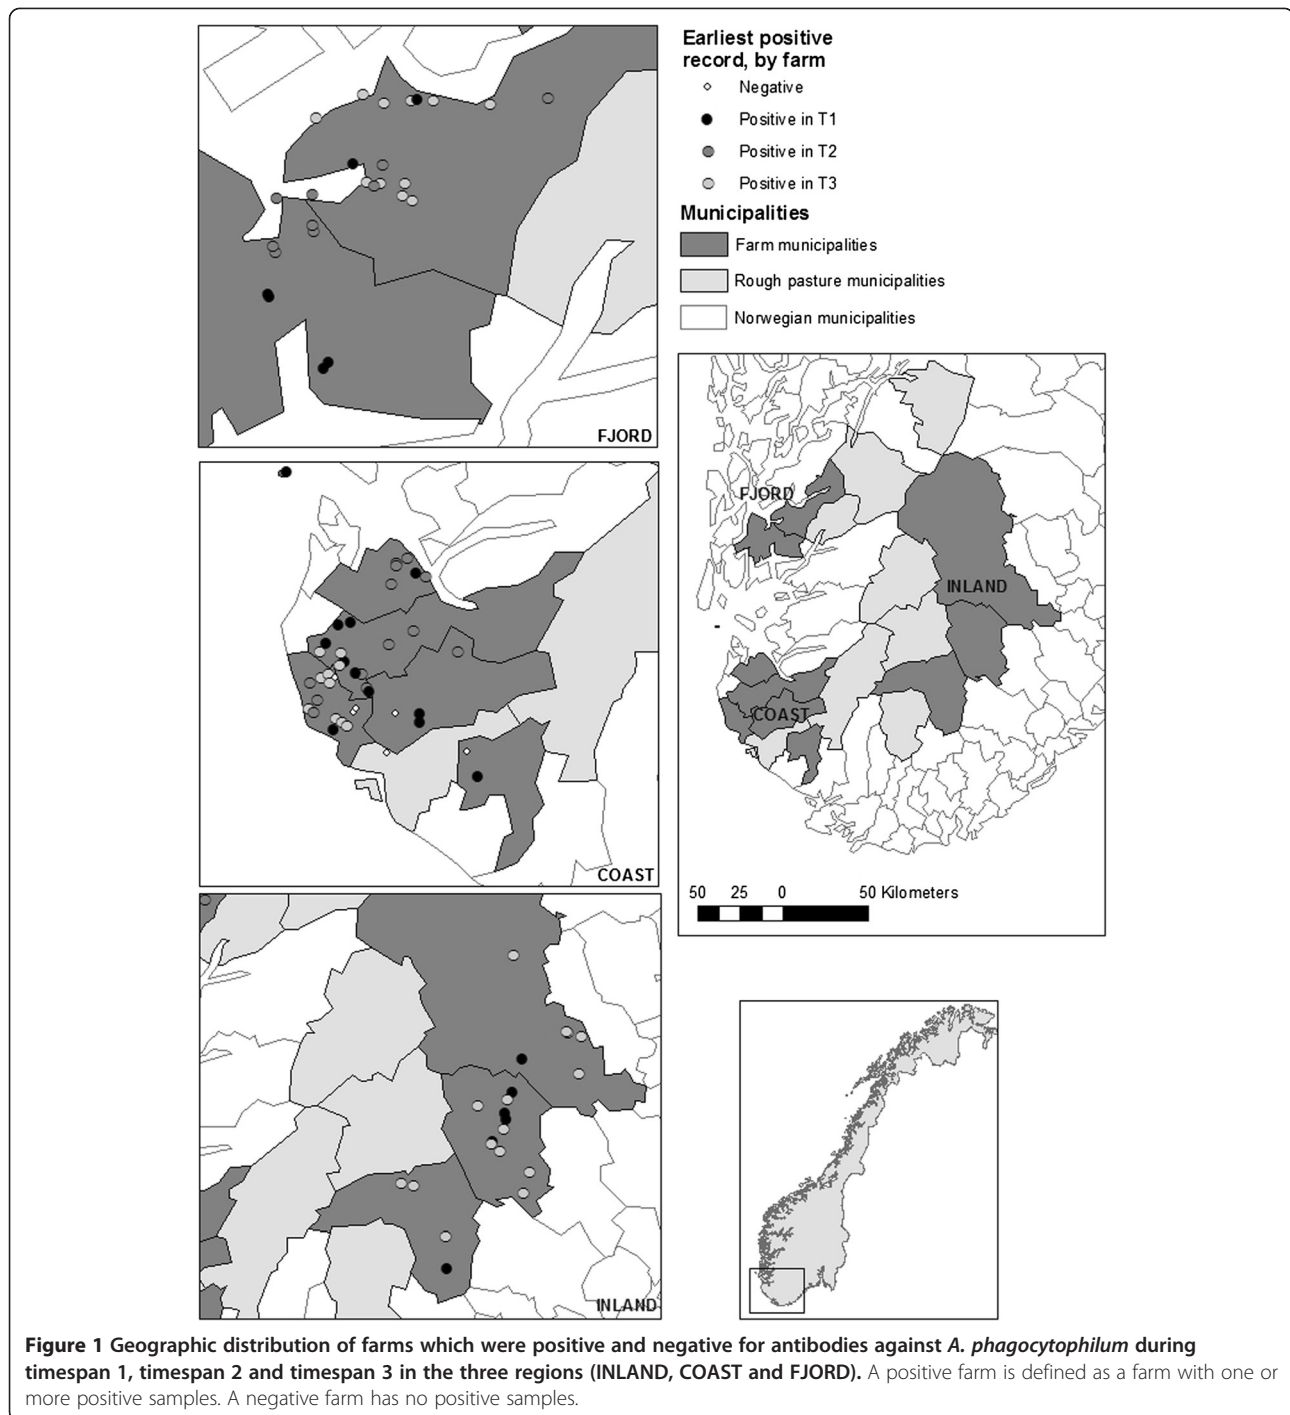 Earliest positive
record, by farm
Negative
Positive in T1
Positive in T2
Positive in T3
Municipalities
Farm municipalities
Rough pasture municipalities
Norwegian municipalities
FJORD
COAST
INLAND
FJORD
INLAND
COAST
50 25 0 50 Kilometers
Figure 1 Geographic distribution of farms which were positive and negative for antibodies against A. phagocytophilum during
timespan 1, timespan 2 and timespan 3 in the three regions (INLAND, COAST and FJORD). A positive farm is defined as a farm with one or
more positive samples. A negative farm has no positive samples.